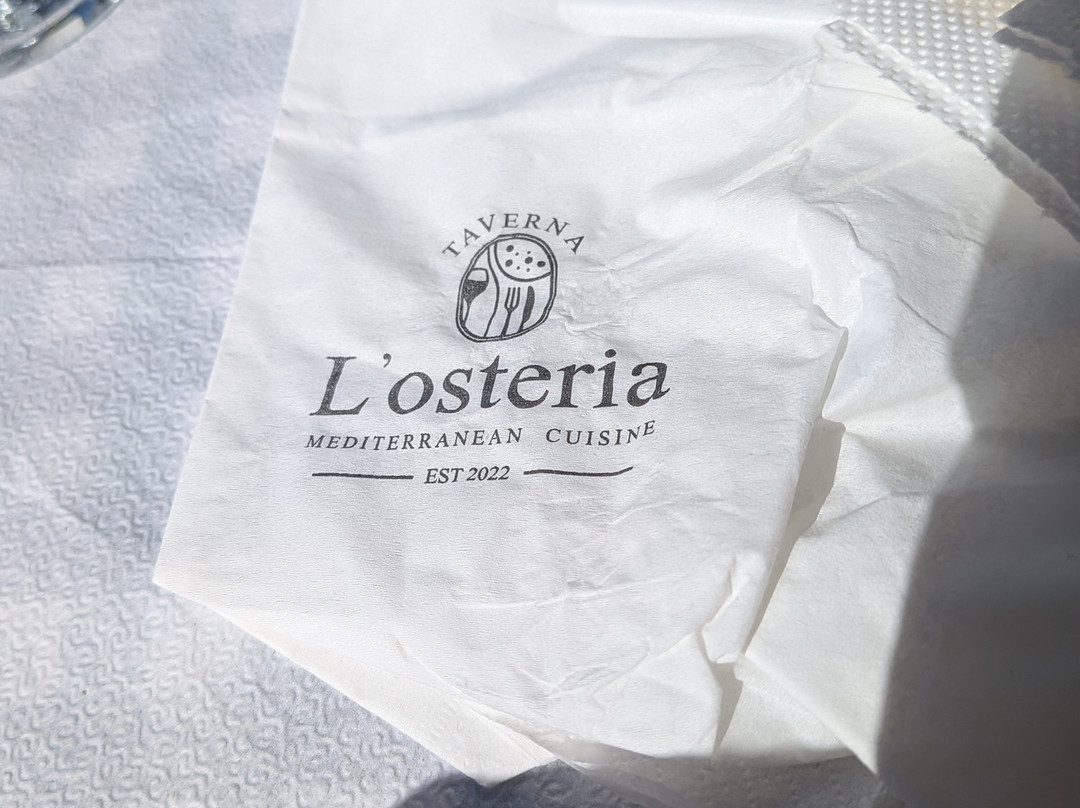 TAVERNA
L'osteria
MEDITERRANEAN CUISINE
EST 2022